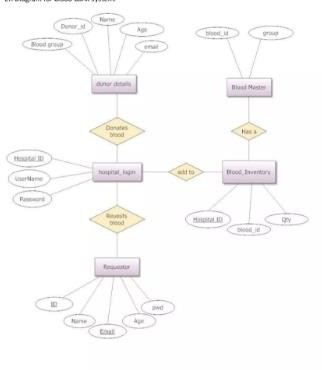 ER Diagram for Blood Bank System
Name
Donor_id
Age
Blood group
email
blood_id
group
donor details
Blood Master
Donates
blood
Has a
Hospital ID
UserName
Password
hospital_login
add to
Blood_Inventory
Reuests
blood
Hospital ID
blood_id
Qty
Requestor
ID
Name
Email
Age
pwd